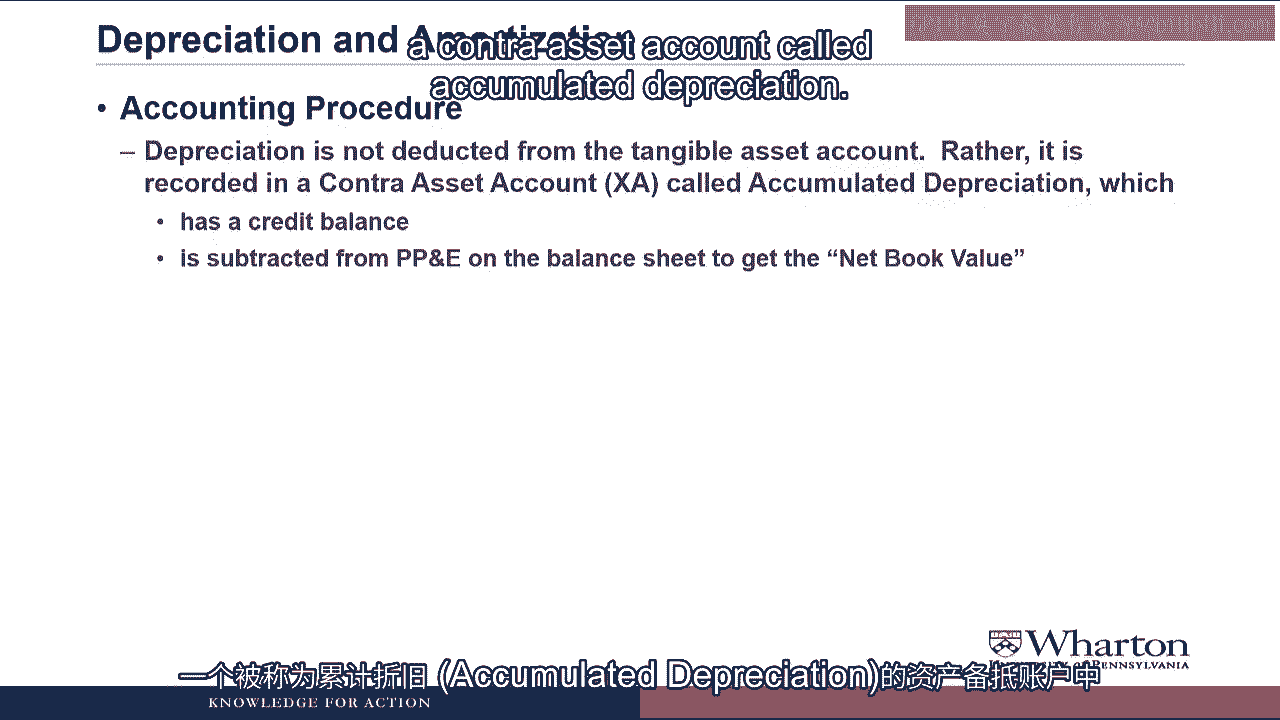 Depreciation and Amortization
a contra-asset account called
accumulated depreciation.
• Accounting Procedure
– Depreciation is not deducted from the tangible asset account. Rather, it is
recorded in a Contra Asset Account (XA) called Accumulated Depreciation, which
• has a credit balance
• is subtracted from PP&E on the balance sheet to get the “Net Book Value”
Wharton
UNIVERSITY OF PENNSYLVANIA
一个被称为累计折旧 (Accumulated Depreciation)的资产备抵账户中
KNOWLEDGE FOR ACTION